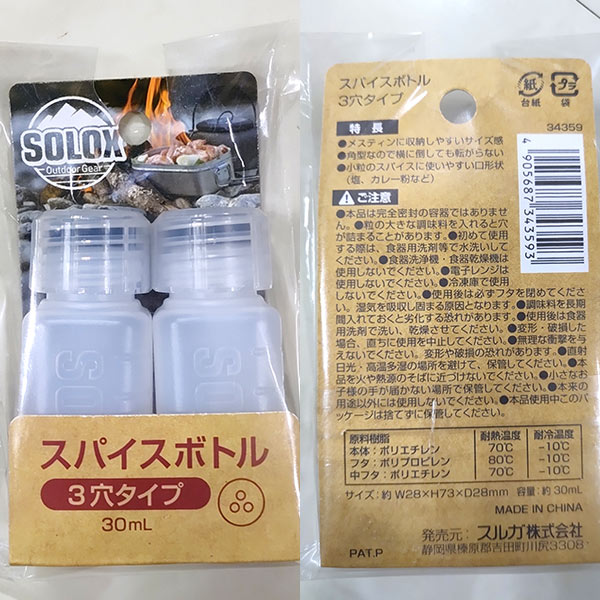 SOLOX
Outdoor Gear
スパイスボトル
3穴タイプ
30mL
スパイスボトル
3穴タイプ
紙
台紙
プラ
袋
34359
特長
●メスティンに収納しやすいサイズ感
●角型なので横に倒しても転がらない
●小粒のスパイスに使いやすい口形状
(塩、カレー粉など)
4905687343593
ご注意
●本品は完全密封の容器ではありませ
ん。●粒の大きな調味料を入れると穴
が詰まることがあります。●初めて使用
する際は、食器用洗剤等で水洗いしてく
ださい。●食器洗浄機・食器乾燥機は
使用しないでください。●電子レンジは
使用しないでください。●冷凍庫で使用
しないでください。●使用後は必ずフタを閉めてくださ
い。湿気を吸収し固まる原因となります。●調味料を長期
間入れておくと劣化する恐れがあります。●使用後は食器
用洗剤で洗い、乾燥させてください。●変形・破損した
場合、直ちに使用を中止してください。●無理な衝撃を与
えないでください。変形や破損の恐れがあります。●直射
日光・高温多湿の場所を避けて、保管してください。●本
品を火や熱源のそばに近づけないでください。●小さなお
子様の手が届かない場所で保管してください。●本来の
用途以外には使用しないでください。●本品使用中このパ
ッケージは捨てずに保管してください。
原料樹脂 耐熱温度 耐冷温度
本体：ポリエチレン 70℃ -10℃
フタ：ポリプロピレン 80℃ -10℃
中フタ：ポリエチレン 70℃ -10℃
サイズ：約 W28×H73×D28mm 容量：約 30mL
MADE IN CHINA
発売元： スルガ株式会社
静岡県榛原郡吉田町川尻3308
PAT.P